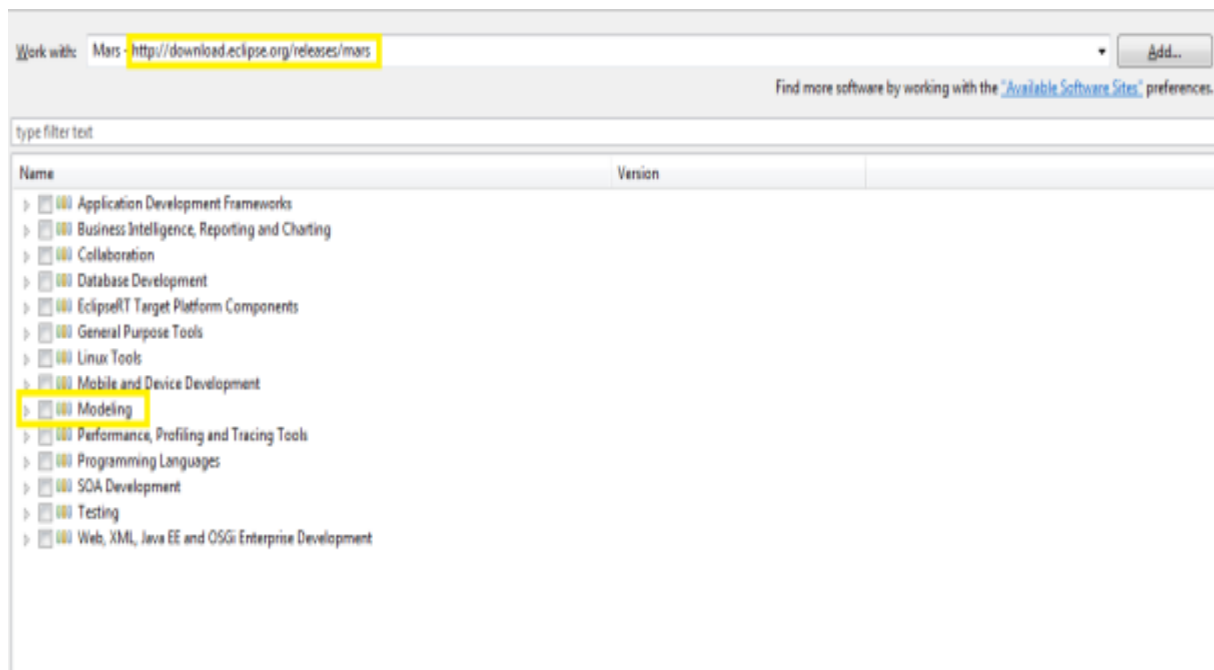 Work with: Mars - http://download.eclipse.org/releases/mars Add...
Find more software by working with the "Available Software Sites" preferences.
type filter text
Name Version
Application Development Frameworks
Business Intelligence, Reporting and Charting
Collaboration
Database Development
EclipseRT Target Platform Components
General Purpose Tools
Linux Tools
Mobile and Device Development
Modeling
Performance, Profiling and Tracing Tools
Programming Languages
SOA Development
Testing
Web, XML, Java EE and OSGi Enterprise Development